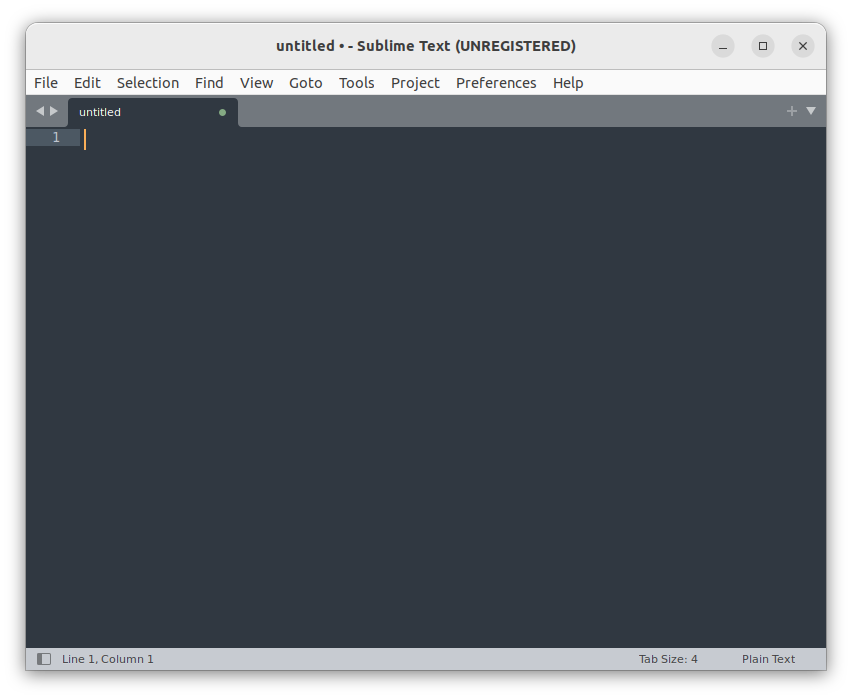 untitled • - Sublime Text (UNREGISTERED)
File Edit Selection Find View Goto Tools Project Preferences Help
untitled
1
Line 1, Column 1 Tab Size: 4 Plain Text